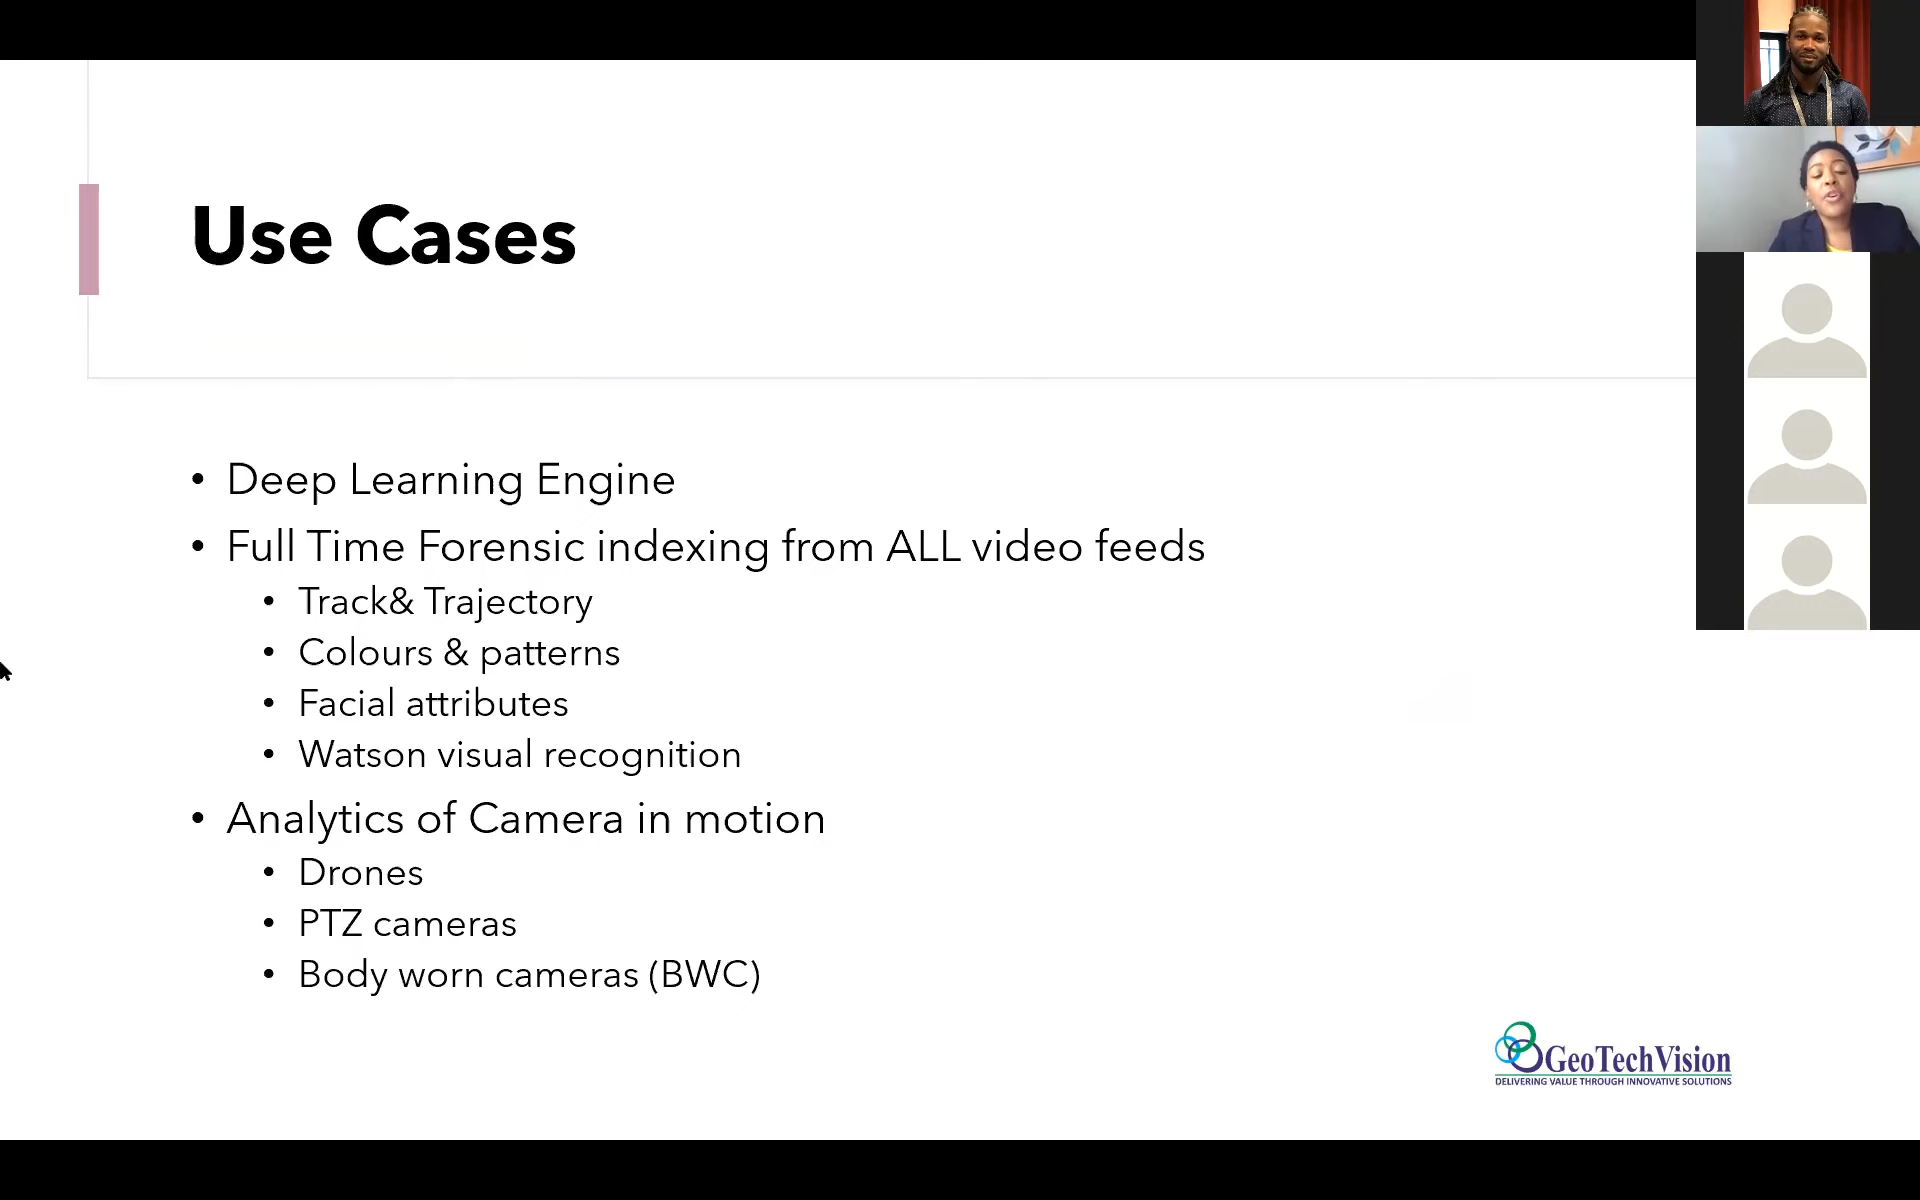 Use Cases
• Deep Learning Engine
• Full Time Forensic indexing from ALL video feeds
• Track& Trajectory
• Colours & patterns
• Facial attributes
• Watson visual recognition
• Analytics of Camera in motion
• Drones
• PTZ cameras
• Body worn cameras (BWC)
GeoTechVision
DELIVERING VALUE THROUGH INNOVATIVE SOLUTIONS